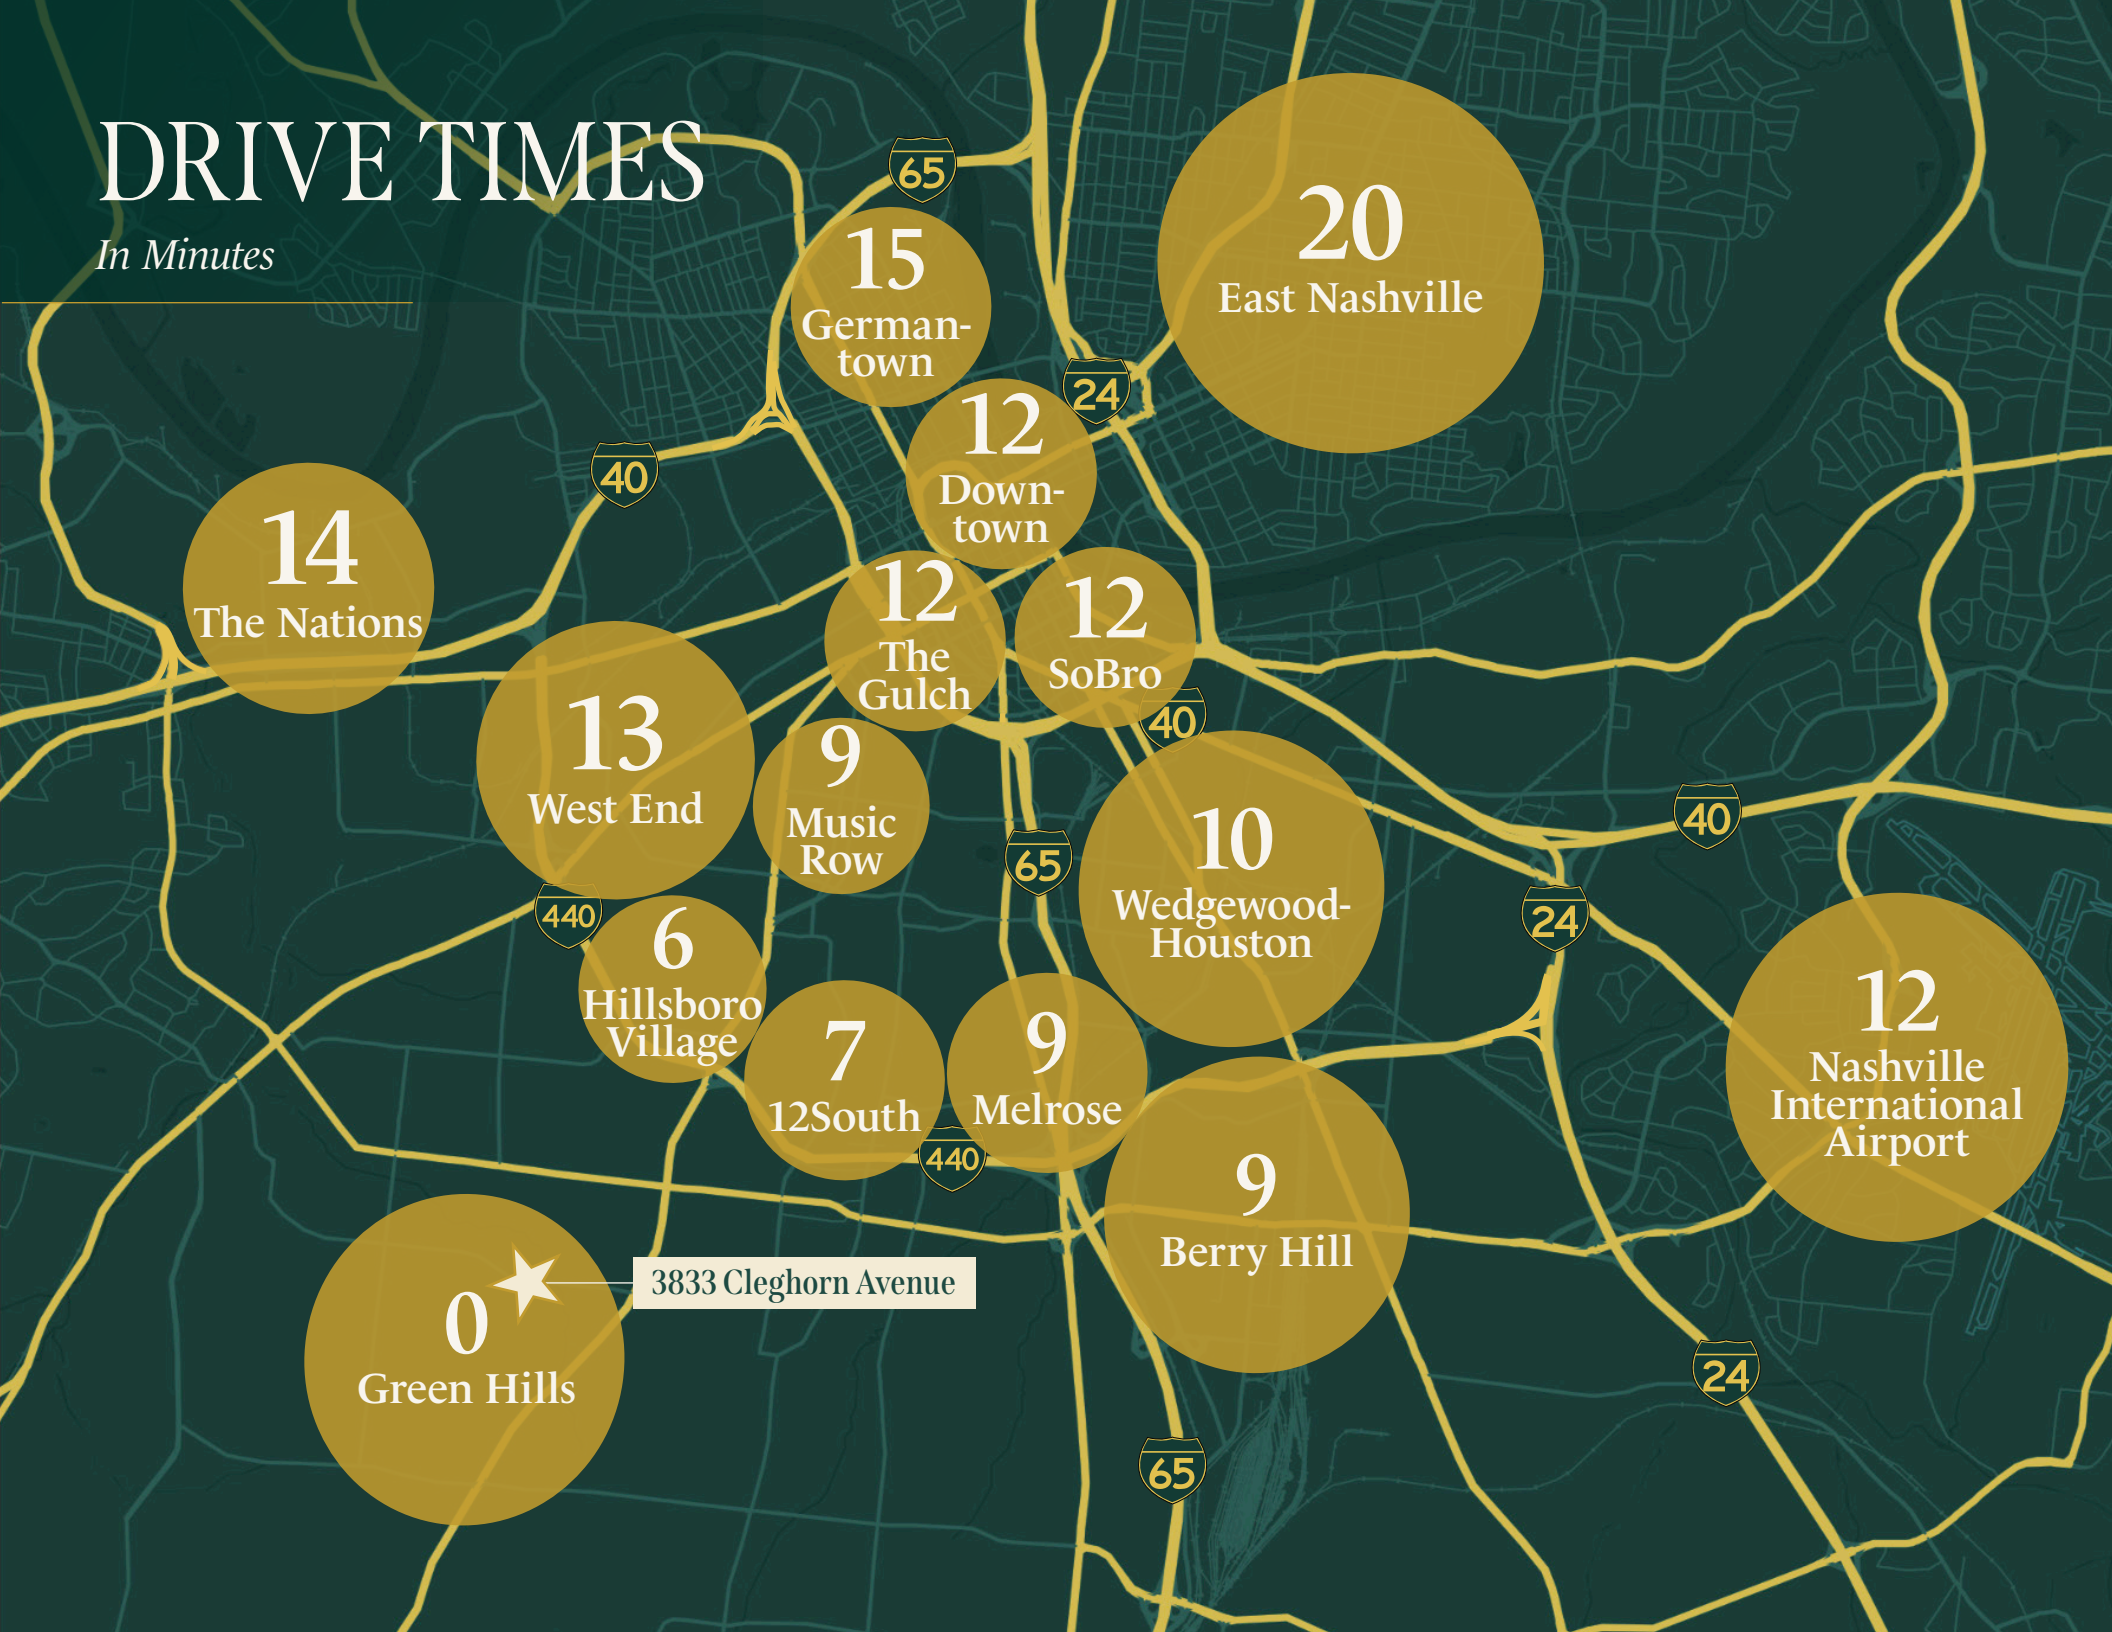 DRIVE TIMES
In Minutes
65
15
German-
town
20
East Nashville
24
12
Down-
town
40
14
The Nations
12
The
Gulch
12
SoBro
40
13
West End
9
Music
Row
65
10
Wedgewood-
Houston
40
24
440
6
Hillsboro
Village
7
12South
9
Melrose
440
12
Nashville
International
Airport
9
Berry Hill
0
Green Hills
3833 Cleghorn Avenue
24
65